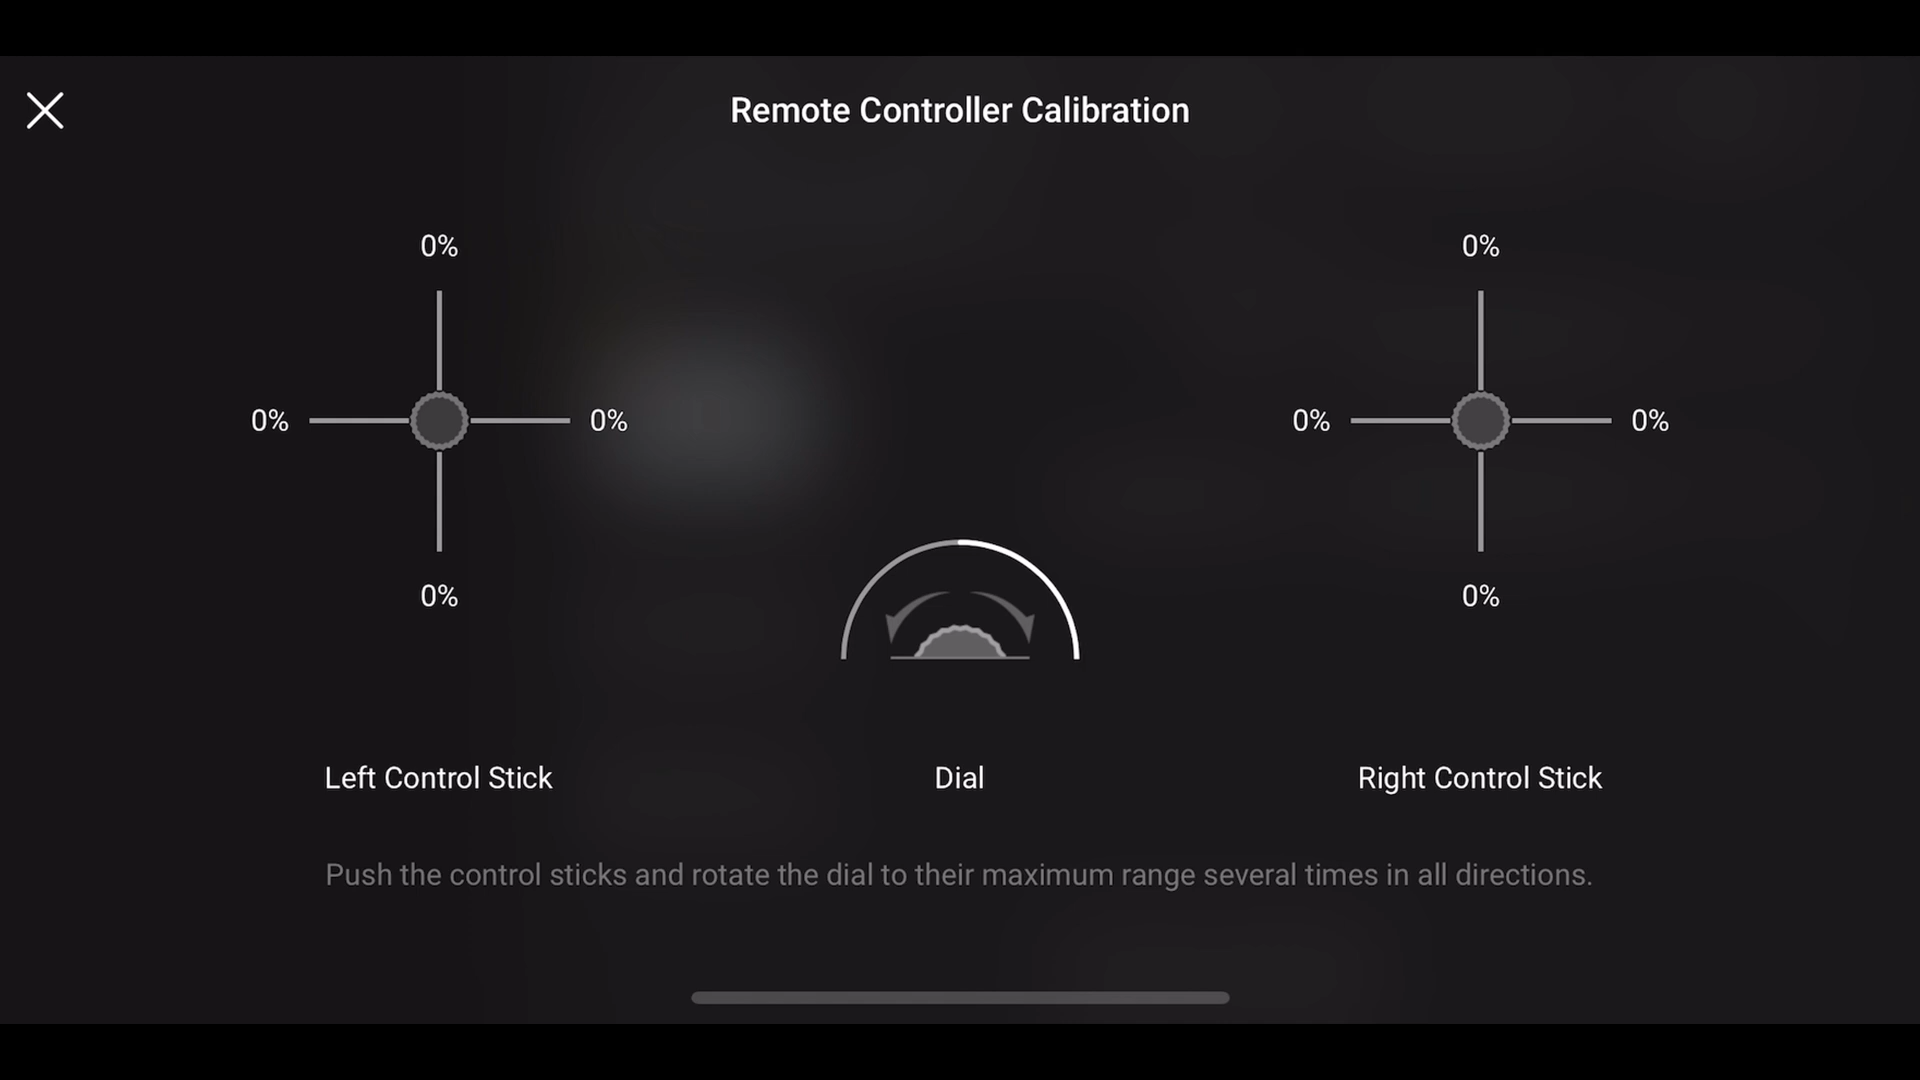 Remote Controller Calibration
0%
0%
0% 0%
0% 0%
0%
0%
Left Control Stick
Dial
Right Control Stick
Push the control sticks and rotate the dial to their maximum range several times in all directions.